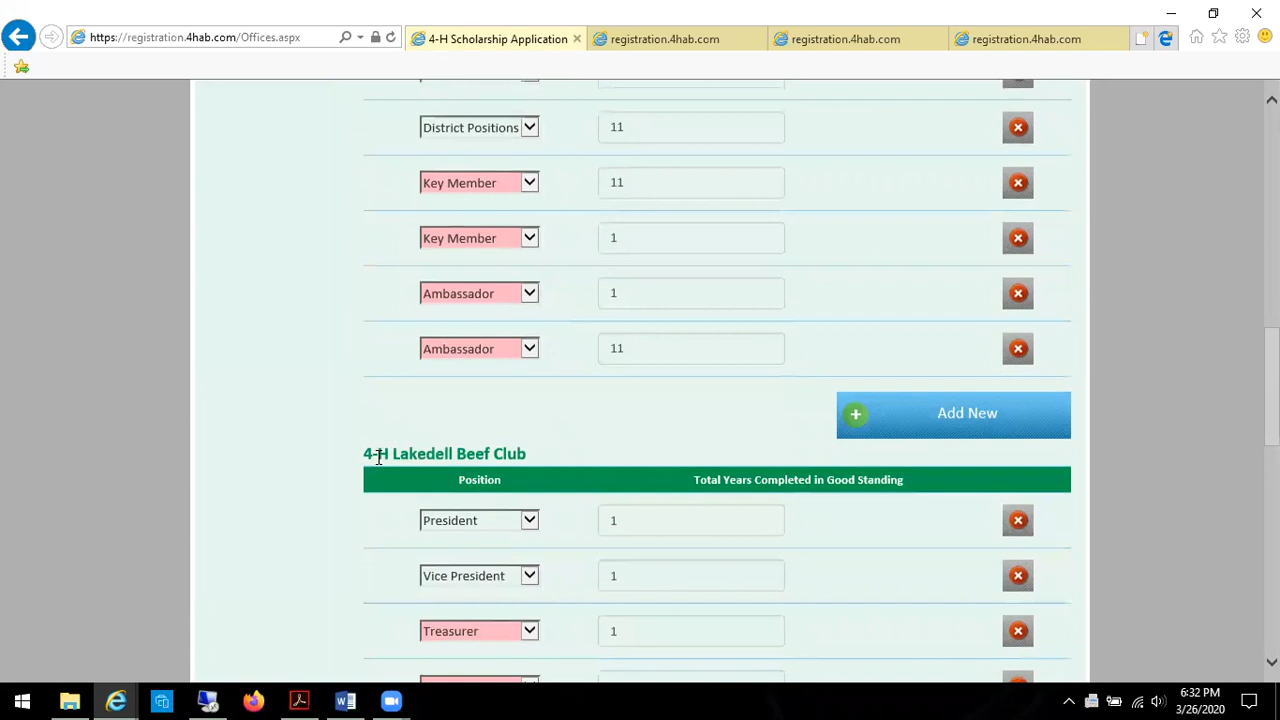 https://registration.4hab.com/Offices.aspx
4-H Scholarship Application
registration.4hab.com
registration.4hab.com
registration.4hab.com
District Positions 11
Key Member 11
Key Member 1
Ambassador 1
Ambassador 11
Add New
4-H Lakedell Beef Club
Position Total Years Completed in Good Standing
President 1
Vice President 1
Treasurer 1
6:32 PM
3/26/2020